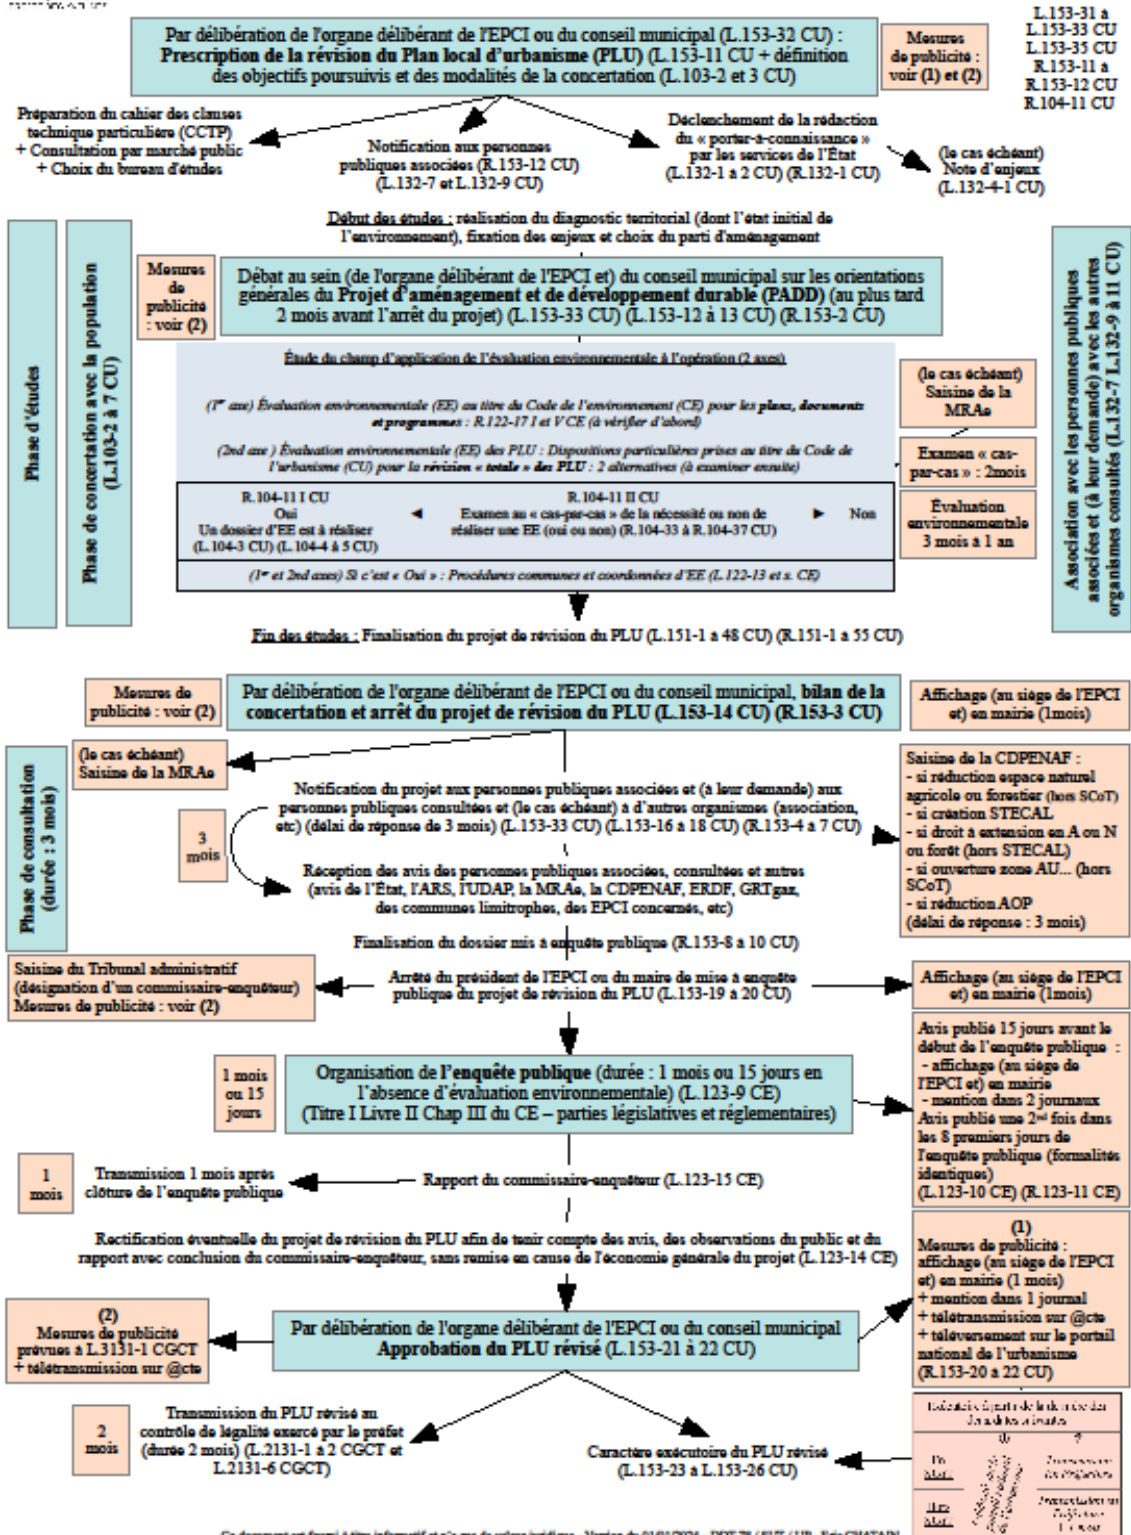 Par délibération de l'organe délibérant de l'EPCI ou du conseil municipal (L.153-32 CU) :
Prescription de la révision du Plan local d'urbanisme (PLU) (L.153-11 CU + définition
des objectifs poursuivis et des modalités de la concertation (L.103-2 et 3 CU)
Mesures
de publicité :
voir (1) et (2)
L.153-31 à
L.153-33 CU
L.153-35 CU
R.153-11 à
R.153-12 CU
R.104-11 CU
Préparation du cahier des clauses
technique particulière (CCTP)
+ Consultation par marché public
+ Choix du bureau d'études
Notification aux personnes
publiques associées (R.153-12 CU)
(L.132-7 et L.132-9 CU)
Déclenchement de la rédaction
du « porter-à-connaissance »
par les services de l'État
(L.132-1 à 2 CU) (R.132-1 CU)
(le cas échéant)
Note d'enjeux
(L.132-4-1 CU)
Début des études : réalisation du diagnostic territorial (dont l'état initial de
l'environnement), fixation des enjeux et choix du parti d'aménagement
Phase d'études
Phase de concertation avec la population
(L.103-2 à 7 CU)
Mesures
de
publicité
: voir (2)
Débat au sein (de l'organe délibérant de l'EPCI et) du conseil municipal sur les orientations
générales du Projet d'aménagement et de développement durable (PADD) (au plus tard
2 mois avant l'arrêt du projet) (L.153-33 CU) (L.153-12 à 13 CU) (R.153-2 CU)
Association avec les personnes publiques
associées et (à leur demande) avec les autres
organismes consultés (L.132-7 L.132-9 à 11 CU)
Étude du champ d'application de l'évaluation environnementale à l'opération (2 axes)
(1er axe) Évaluation environnementale (EE) au titre du Code de l'environnement (CE) pour les plans, documents
et programmes : R.122-17 I et V CE (à vérifier d'abord)
(2nd axe ) Évaluation environnementale (EE) des PLU : Dispositions particulières prises au titre du Code de
l'urbanisme (CU) pour la révision « totale » des PLU : 2 alternatives (à examiner ensuite)
R.104-11 I CU
Oui
Un dossier d'EE est à réaliser
(L.104-3 CU) (L.104-4 à 5 CU)
R.104-11 II CU
◄ Examen au « cas-par-cas » de la nécessité ou non de ► Non
réaliser une EE (oui ou non) (R.104-33 à R.104-37 CU)
(1er et 2nd axes) Si c'est « Oui » : Procédures communes et coordonnées d'EE (L.122-13 et s. CE)
(le cas échéant)
Saisine de la
MRAe
Examen « cas-
par-cas » : 2mois
Évaluation
environnementale
3 mois à 1 an
Fin des études : Finalisation du projet de révision du PLU (L.151-1 à 48 CU) (R.151-1 à 55 CU)
Mesures de
publicité : voir (2)
Par délibération de l'organe délibérant de l'EPCI ou du conseil municipal, bilan de la
concertation et arrêt du projet de révision du PLU (L.153-14 CU) (R.153-3 CU)
Affichage (au siège de l'EPCI
et) en mairie (1mois)
Phase de consultation
(durée : 3 mois)
(le cas échéant)
Saisine de la MRAe
Notification du projet aux personnes publiques associées et (à leur demande) aux
personnes publiques consultées et (le cas échéant) à d'autres organismes (association,
etc) (délai de réponse de 3 mois) (L.153-33 CU) (L.153-16 à 18 CU) (R.153-4 à 7 CU)
3
mois
Réception des avis des personnes publiques associées, consultées et autres
(avis de l'État, l'ARS, l'UDAP, la MRAe, la CDPENAF, ERDF, GRTgaz,
des communes limitrophes, des EPCI concernés, etc)
Saisine de la CDPENAF :
- si réduction espace naturel
agricole ou forestier (hors SCoT)
- si création STECAL
- si droit à extension en A ou N
ou forêt (hors STECAL)
- si ouverture zone AU... (hors
SCoT)
- si réduction AOP
(délai de réponse : 3 mois)
Finalisation du dossier mis à enquête publique (R.153-8 à 10 CU)
Saisine du Tribunal administratif
(désignation d'un commissaire-enquêteur)
Mesures de publicité : voir (2)
Arrêté du président de l'EPCI ou du maire de mise à enquête
publique du projet de révision du PLU (L.153-19 à 20 CU)
Affichage (au siège de l'EPCI
et) en mairie (1mois)
1 mois
ou 15
jours
Organisation de l'enquête publique (durée : 1 mois ou 15 jours en
l'absence d'évaluation environnementale) (L.123-9 CE)
(Titre I Livre II Chap III du CE – parties législatives et réglementaires)
Avis publié 15 jours avant le
début de l'enquête publique :
- affichage (au siège de
l'EPCI et) en mairie
- mention dans 2 journaux
Avis publié une 2nd fois dans
les 8 premiers jours de
l'enquête publique (formalités
identiques)
(L.123-10 CE) (R.123-11 CE)
1
mois
Transmission 1 mois après
clôture de l'enquête publique
Rapport du commissaire-enquêteur (L.123-15 CE)
Rectification éventuelle du projet de révision du PLU afin de tenir compte des avis, des observations du public et du
rapport avec conclusion du commissaire-enquêteur, sans remise en cause de l'économie générale du projet (L.123-14 CE)
(1)
Mesures de publicité :
affichage (au siège de l'EPCI
et) en mairie (1 mois)
+ mention dans 1 journal
+ télétransmission sur @cte
+ téléversement sur le portail
national de l'urbanisme
(R.153-20 à 22 CU)
(2)
Mesures de publicité
prévues à L.3131-1 CGCT
+ télétransmission sur @cte
Par délibération de l'organe délibérant de l'EPCI ou du conseil municipal
Approbation du PLU révisé (L.153-21 à 22 CU)
2
mois
Transmission du PLU révisé au
contrôle de légalité exercé par le préfet
(durée 2 mois) (L.2131-1 à 2 CGCT et
L.2131-6 CGCT)
Caractère exécutoire du PLU révisé
(L.153-23 à L.153-26 CU)